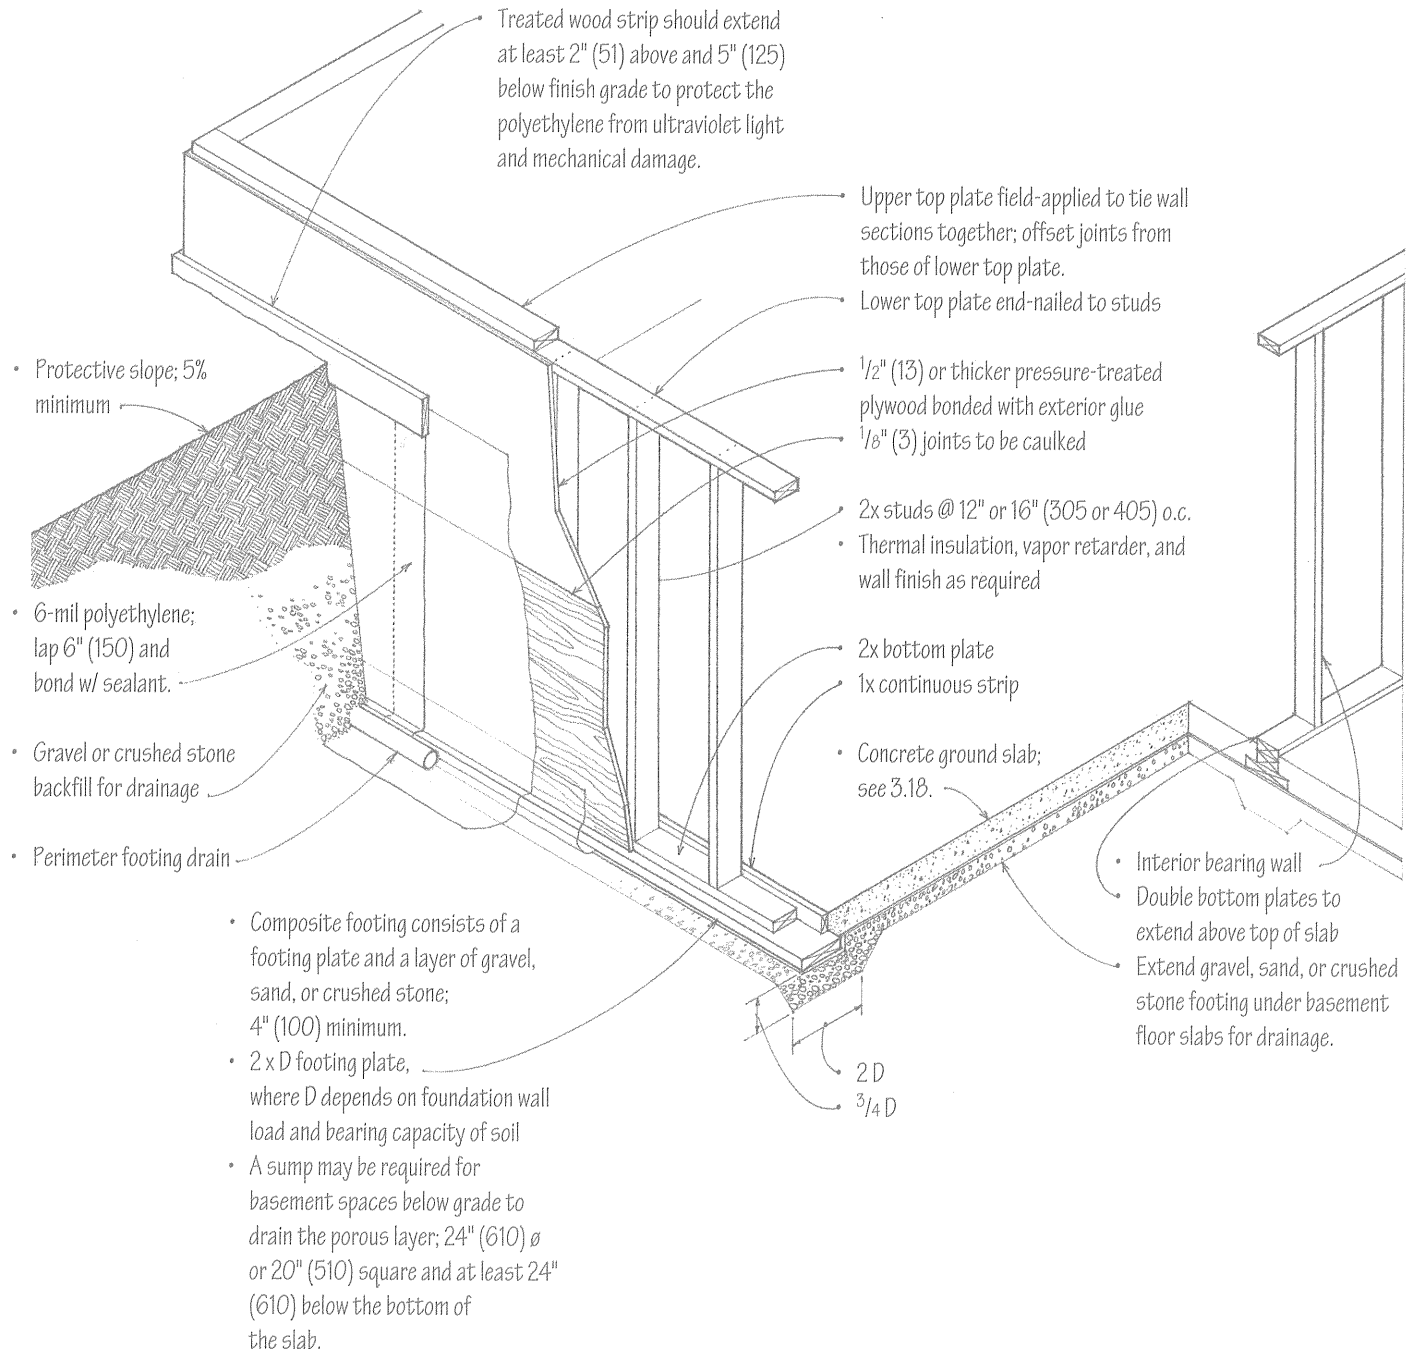 • Treated wood strip should extend
at least 2" (51) above and 5" (125)
below finish grade to protect the
polyethylene from ultraviolet light
and mechanical damage.
• Upper top plate field-applied to tie wall
sections together; offset joints from
those of lower top plate.
• Lower top plate end-nailed to studs
• 1/2" (13) or thicker pressure-treated
plywood bonded with exterior glue
• 1/8" (3) joints to be caulked
• 2x studs @ 12" or 16" (305 or 405) o.c.
• Thermal insulation, vapor retarder, and
wall finish as required
• 2x bottom plate
• 1x continuous strip
• Concrete ground slab;
see 3.18.
• Protective slope; 5%
minimum
• 6-mil polyethylene;
lap 6" (150) and
bond w/ sealant.
• Gravel or crushed stone
backfill for drainage
• Perimeter footing drain
• Interior bearing wall
• Double bottom plates to
extend above top of slab
• Extend gravel, sand, or crushed
stone footing under basement
floor slabs for drainage.
• Composite footing consists of a
footing plate and a layer of gravel,
sand, or crushed stone;
4" (100) minimum.
• 2 x D footing plate,
where D depends on foundation wall
load and bearing capacity of soil
• A sump may be required for
basement spaces below grade to
drain the porous layer; 24" (610) ø
or 20" (510) square and at least 24"
(610) below the bottom of
the slab.
• 2 D
• 3/4 D